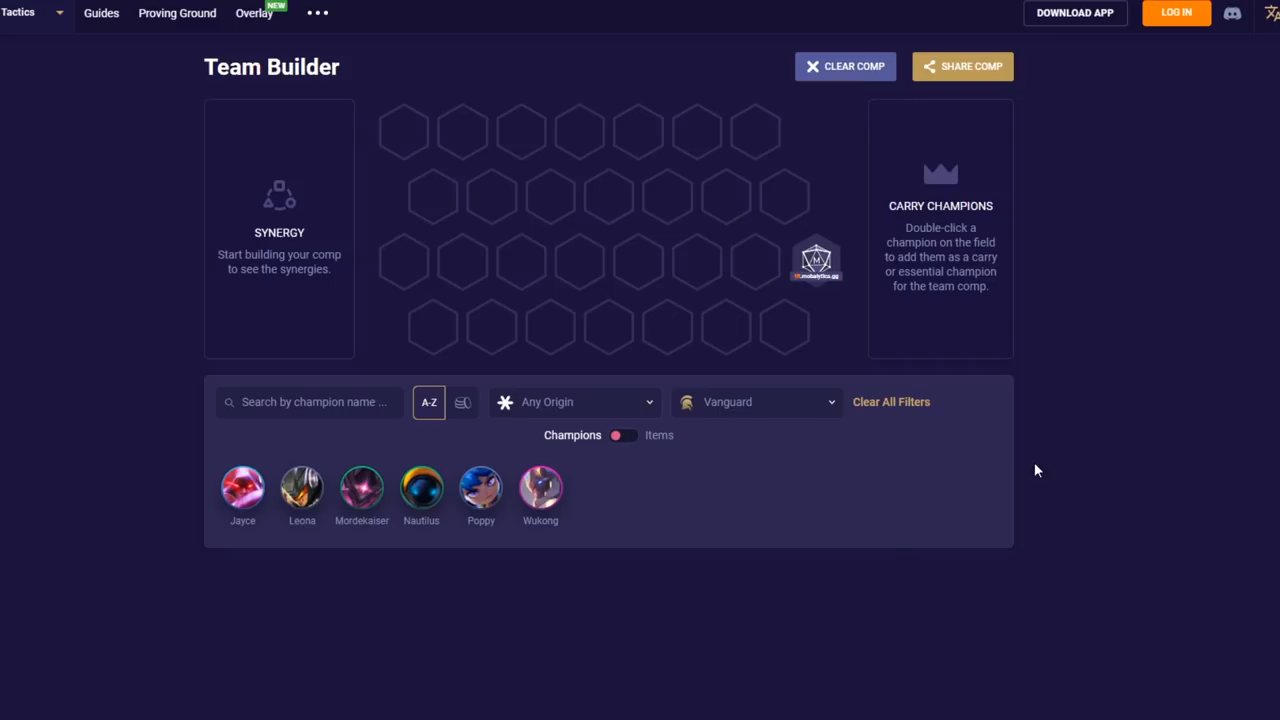 Tactics
Guides
Proving Ground
Overlay
NEW
DOWNLOAD APP
LOG IN
Team Builder
CLEAR COMP
SHARE COMP
SYNERGY
Start building your comp
to see the synergies.
M
mobalytics.gg
CARRY CHAMPIONS
Double-click a
champion on the field
to add them as a carry
or essential champion
for the team comp.
Search by champion name ...
A-Z
Any Origin
Vanguard
Clear All Filters
Champions
Items
Jayce
Leona
Mordekaiser
Nautilus
Poppy
Wukong